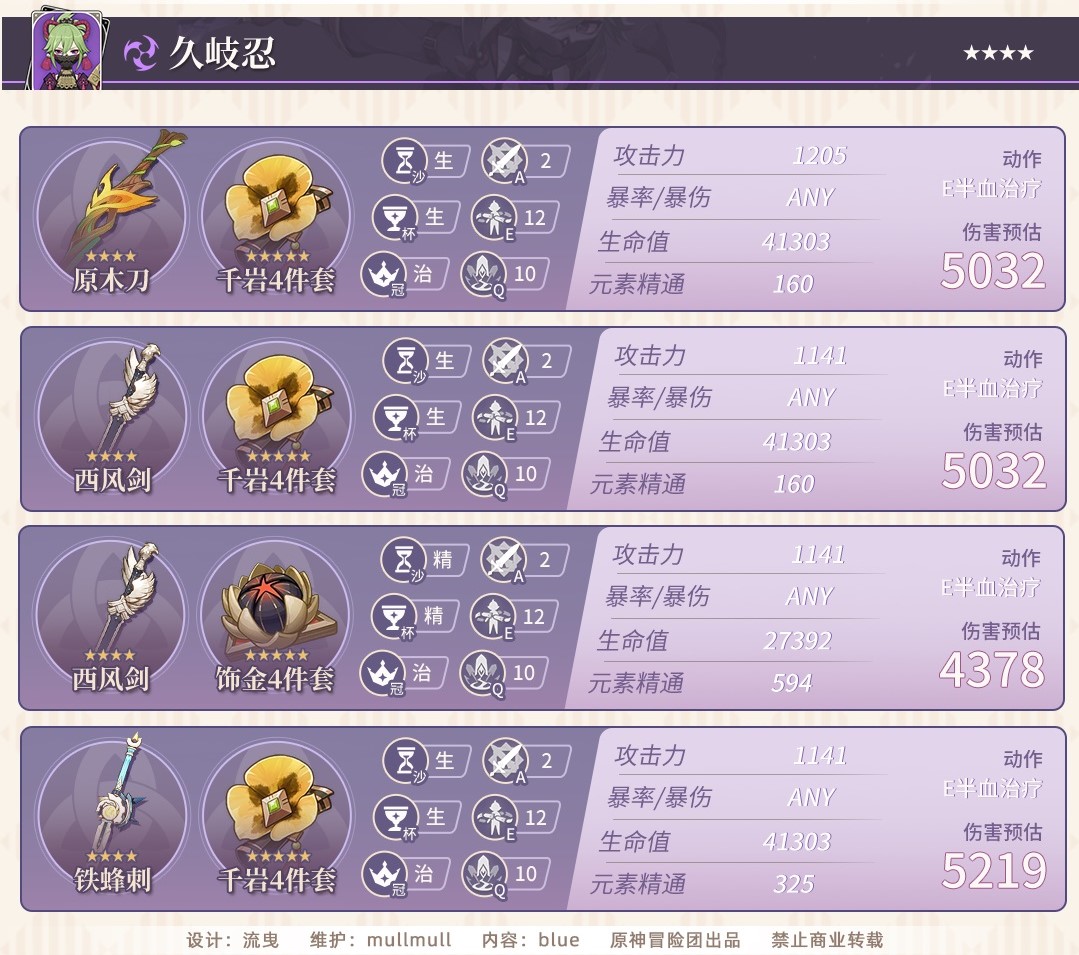 久岐忍
★★★★
原木刀
千岩4件套
沙 生
A 2
杯 生
E 12
冠 治
Q 10
攻击力 1205
暴率/暴伤 ANY
生命值 41303
元素精通 160
动作
E半血治疗
伤害预估
5032
西风剑
千岩4件套
沙 生
A 2
杯 生
E 12
冠 治
Q 10
攻击力 1141
暴率/暴伤 ANY
生命值 41303
元素精通 160
动作
E半血治疗
伤害预估
5032
西风剑
饰金4件套
沙 精
A 2
杯 精
E 12
冠 治
Q 10
攻击力 1141
暴率/暴伤 ANY
生命值 27392
元素精通 594
动作
E半血治疗
伤害预估
4378
铁蜂刺
千岩4件套
沙 生
A 2
杯 生
E 12
冠 治
Q 10
攻击力 1141
暴率/暴伤 ANY
生命值 41303
元素精通 325
动作
E半血治疗
伤害预估
5219
设计：流曳 维护：mullmull 内容：blue 原神冒险团出品 禁止商业转载